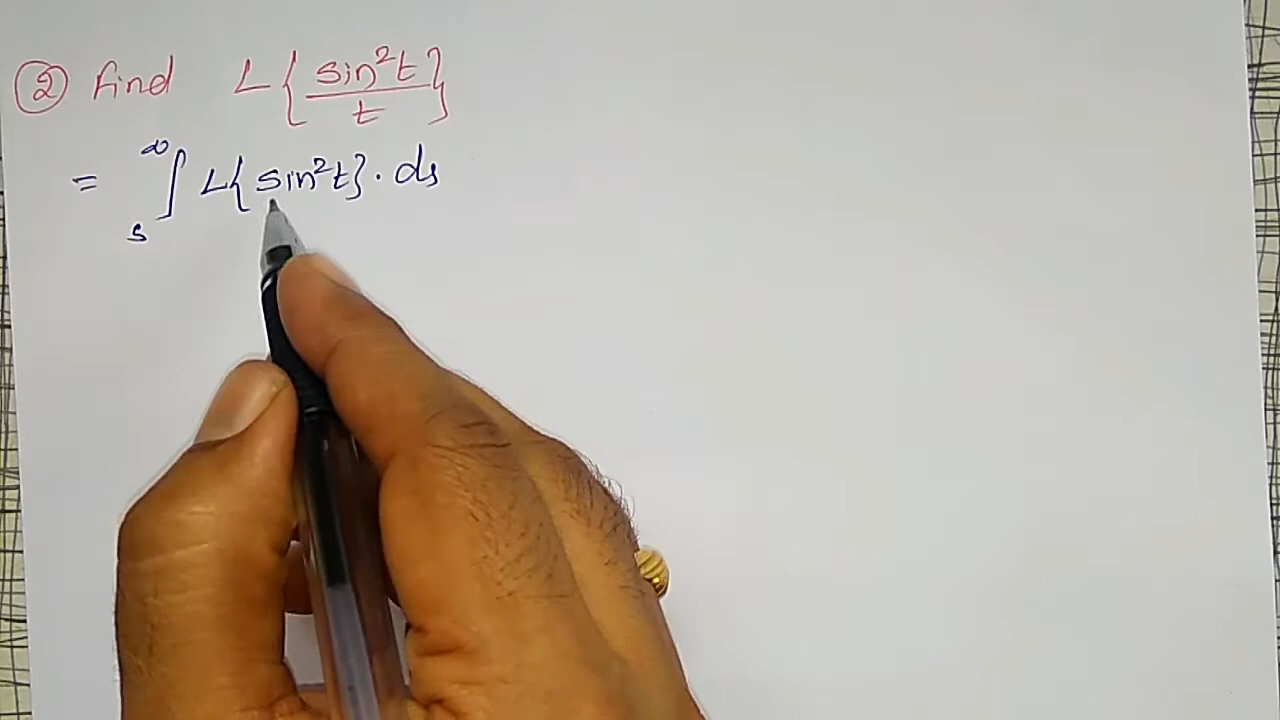 ② Find L{sin²t/t}
= ∞∫s L{sin²t} · ds